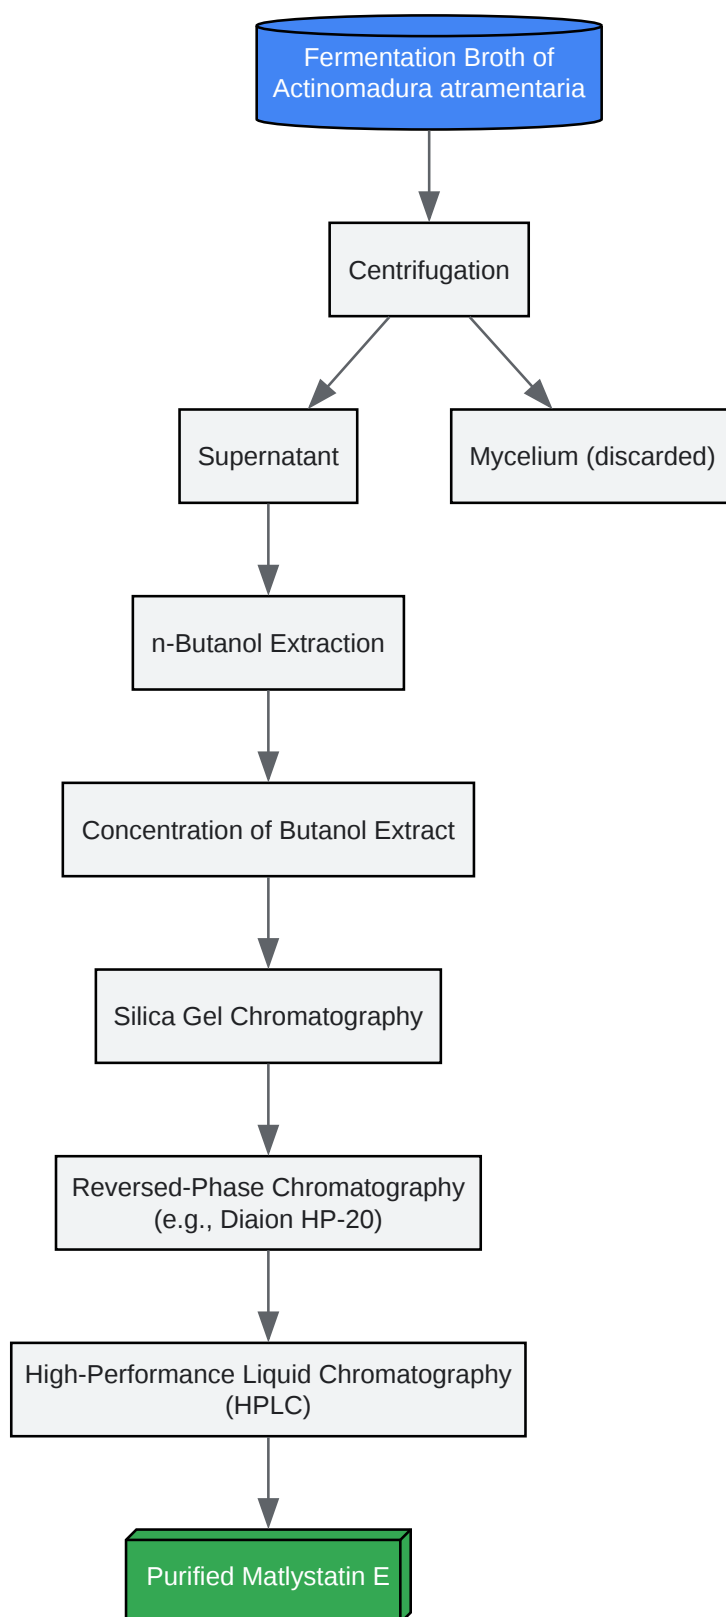 Fermentation Broth of
Actinomadura atramentaria
Centrifugation
Supernatant
Mycelium (discarded)
n-Butanol Extraction
Concentration of Butanol Extract
Silica Gel Chromatography
Reversed-Phase Chromatography
(e.g., Diaion HP-20)
High-Performance Liquid Chromatography
(HPLC)
Purified Matlystatin E